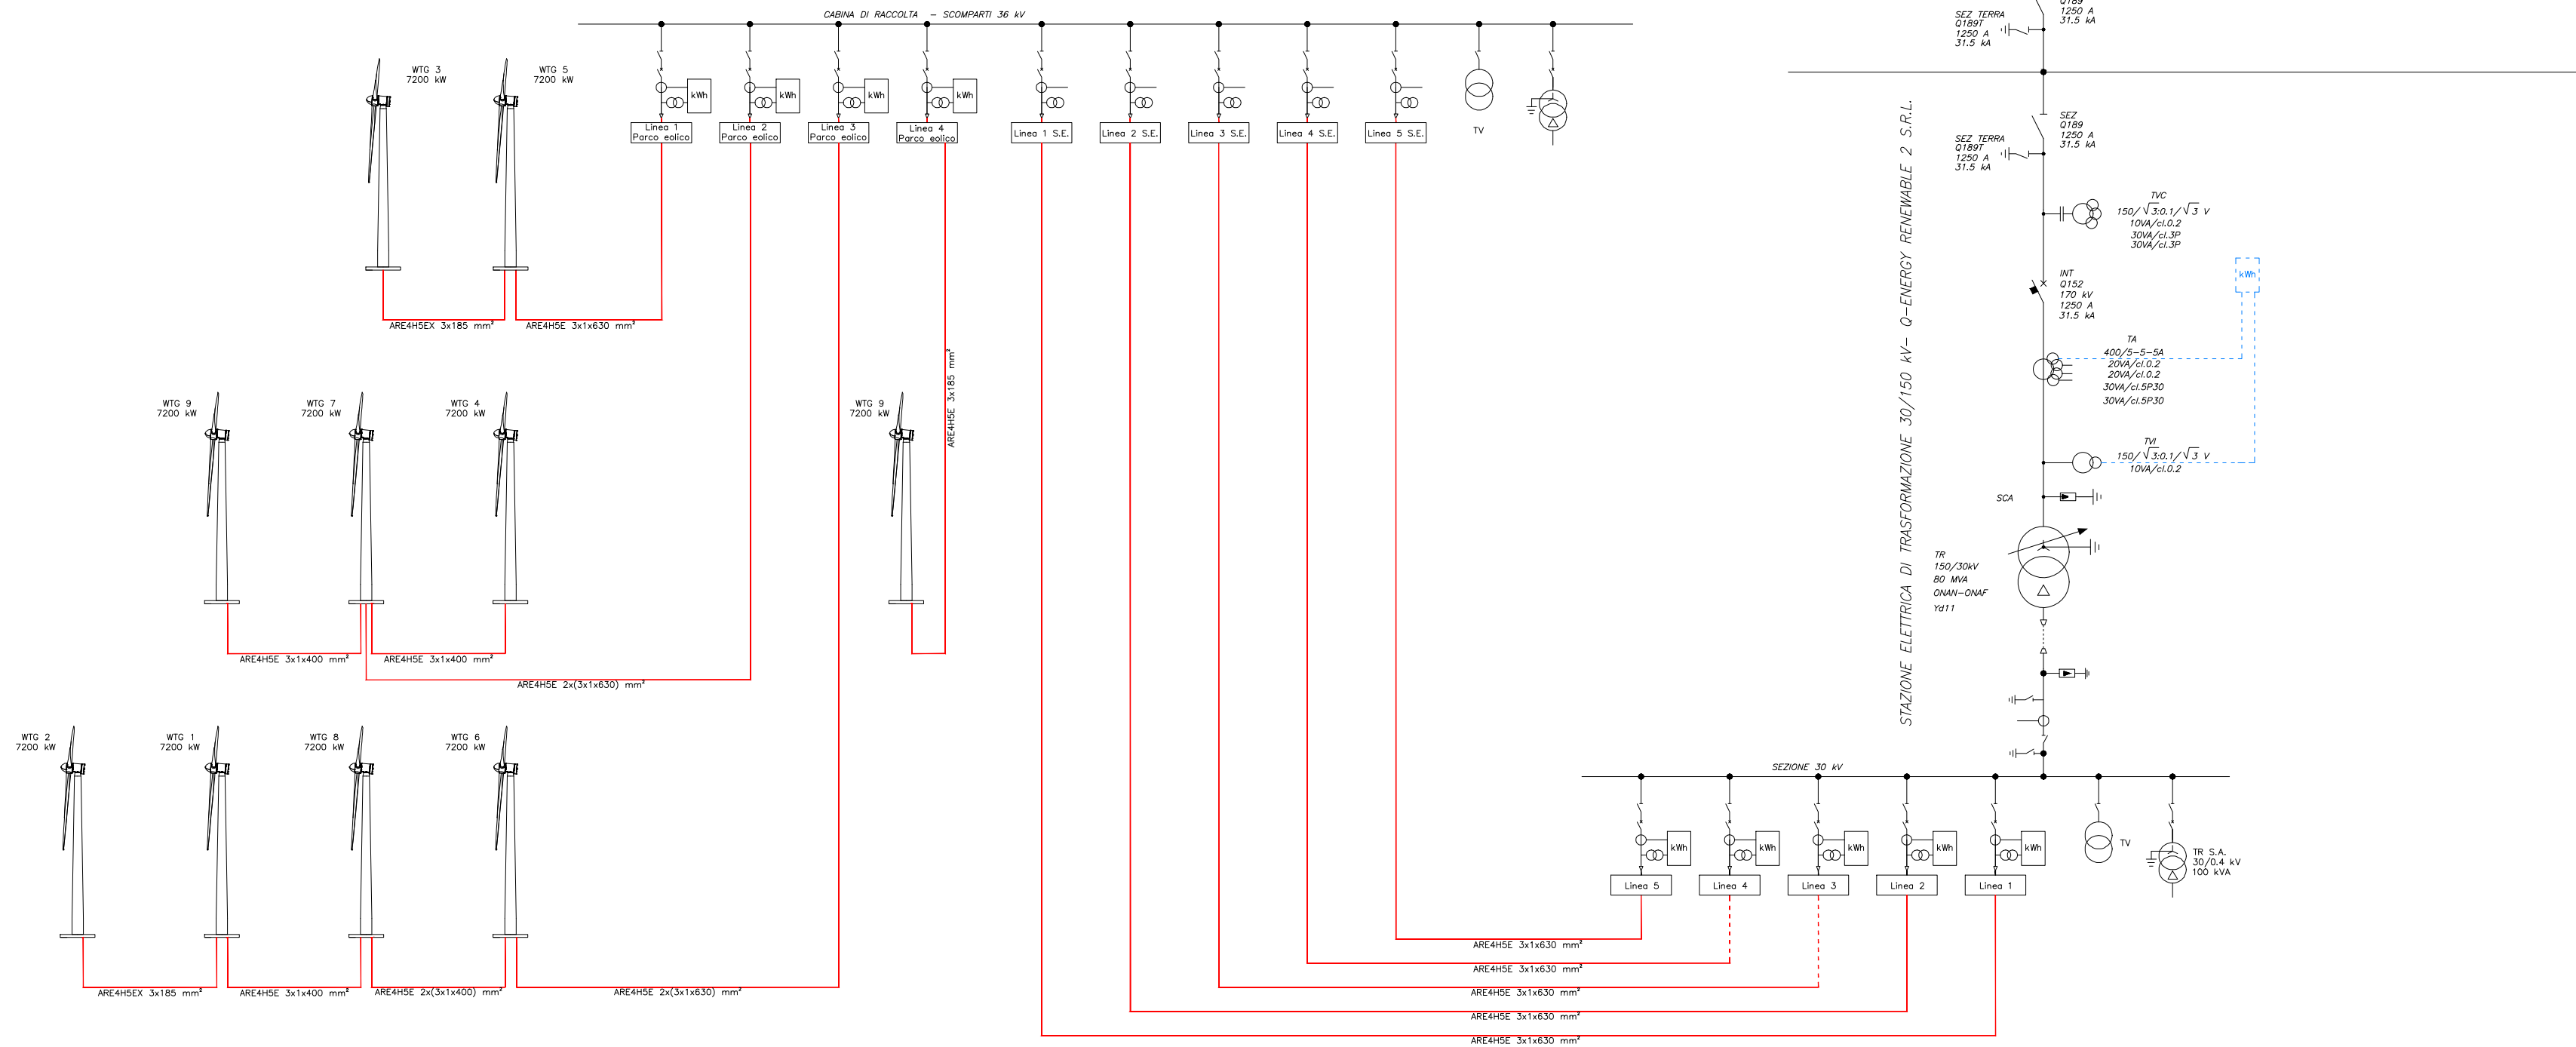 CABINA DI RACCOLTA - SCOMPARTI 36 kV
WTG 3
7200 kW
WTG 5
7200 kW
kWh
kWh
kWh
kWh
Linea 1
Parco eolico
Linea 2
Parco eolico
Linea 3
Parco eolico
Linea 4
Parco eolico
Linea 1 S.E.
Linea 2 S.E.
Linea 3 S.E.
Linea 4 S.E.
Linea 5 S.E.
TV
ARE4H5EX 3x185 mm²
ARE4H5E 3x1x630 mm²
WTG 9
7200 kW
WTG 7
7200 kW
WTG 4
7200 kW
WTG 9
7200 kW
ARE4H5E 3x185 mm²
ARE4H5E 3x1x400 mm²
ARE4H5E 3x1x400 mm²
ARE4H5E 2x(3x1x630) mm²
WTG 2
7200 kW
WTG 1
7200 kW
WTG 8
7200 kW
WTG 6
7200 kW
ARE4H5EX 3x185 mm²
ARE4H5E 3x1x400 mm²
ARE4H5E 2x(3x1x400) mm²
ARE4H5E 2x(3x1x630) mm²
Q189
1250 A
31.5 kA
SEZ TERRA
Q189T
1250 A
31.5 kA
STAZIONE ELETTRICA DI TRASFORMAZIONE 30/150 kV- Q-ENERGY RENEWABLE 2 S.R.L.
SEZ
Q189
1250 A
31.5 kA
SEZ TERRA
Q189T
1250 A
31.5 kA
TVC
150/√3:0.1/√3 V
10VA/cl.0.2
30VA/cl.3P
30VA/cl.3P
kWh
INT
Q152
170 kV
1250 A
31.5 kA
TA
400/5-5-5A
20VA/cl.0.2
20VA/cl.0.2
30VA/cl.5P30
30VA/cl.5P30
TVI
150/√3:0.1/√3 V
10VA/cl.0.2
SCA
TR
150/30kV
80 MVA
ONAN-ONAF
Yd11
SEZIONE 30 kV
kWh
kWh
kWh
kWh
kWh
TV
TR S.A.
30/0.4 kV
100 kVA
Linea 5
Linea 4
Linea 3
Linea 2
Linea 1
ARE4H5E 3x1x630 mm²
ARE4H5E 3x1x630 mm²
ARE4H5E 3x1x630 mm²
ARE4H5E 3x1x630 mm²
ARE4H5E 3x1x630 mm²